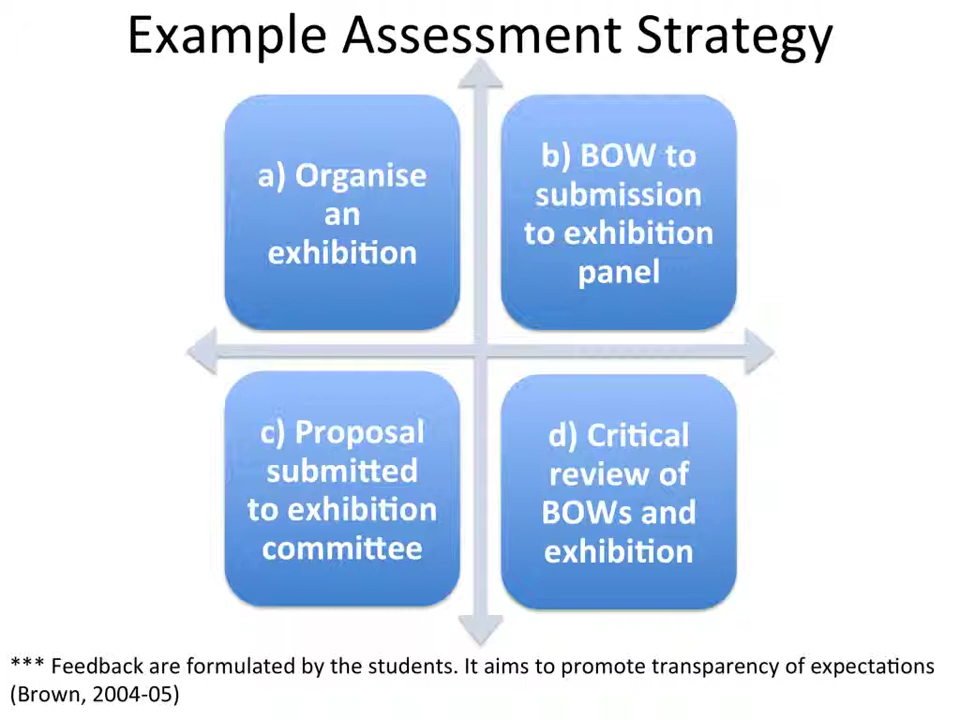 Example Assessment Strategy
a) Organise
an
exhibition
b) BOW to
submission
to exhibition
panel
c) Proposal
submitted
to exhibition
committee
d) Critical
review of
BOWs and
exhibition
*** Feedback are formulated by the students. It aims to promote transparency of expectations
(Brown, 2004-05)